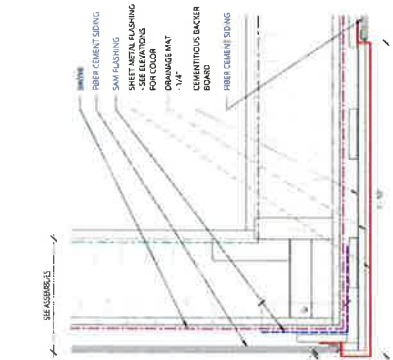 FIBER CEMENT SIDING
SAM FLASHING
SHEET METAL FLASHING
- SEE ELEVATIONS
FOR COLOR
DRAINAGE MAT
- 1/4"
CEMENTITIOUS BACKER
BOARD
FIBER CEMENT SIDING
SEE ASSEMBLIES